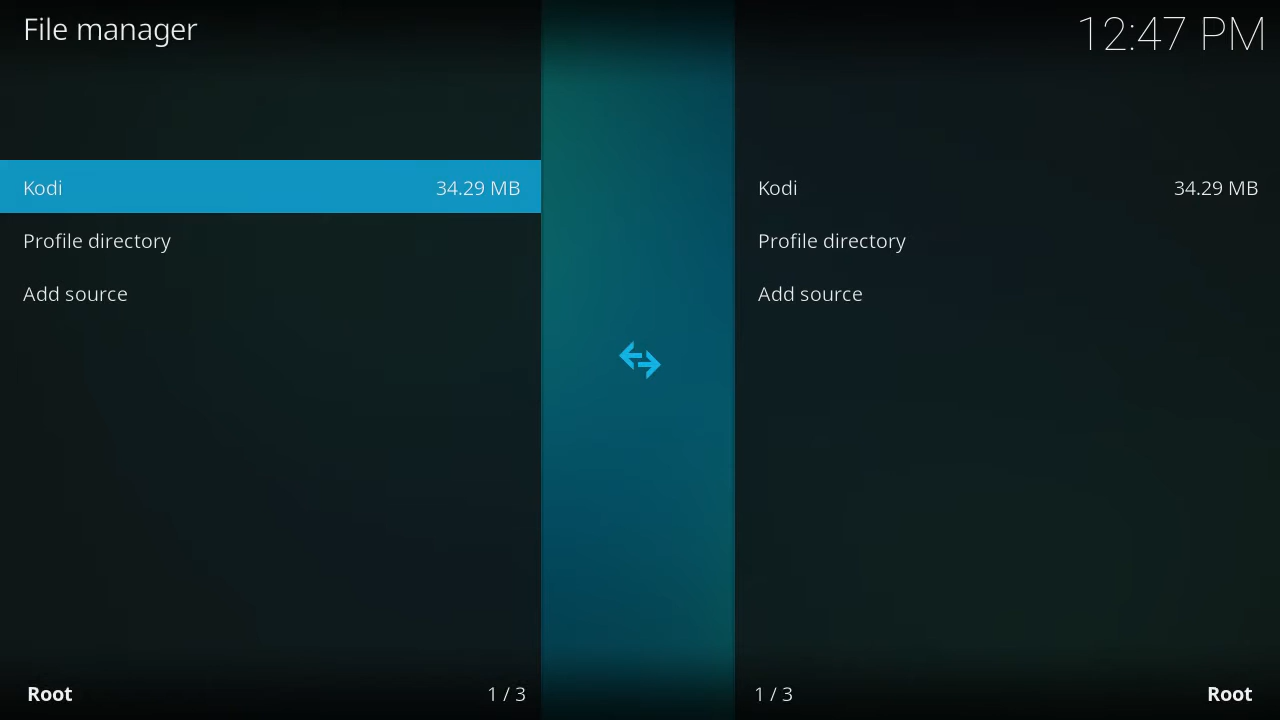 File manager
12:47 PM
Kodi 34.29 MB
Profile directory
Add source
Kodi 34.29 MB
Profile directory
Add source
Root 1 / 3
1 / 3 Root